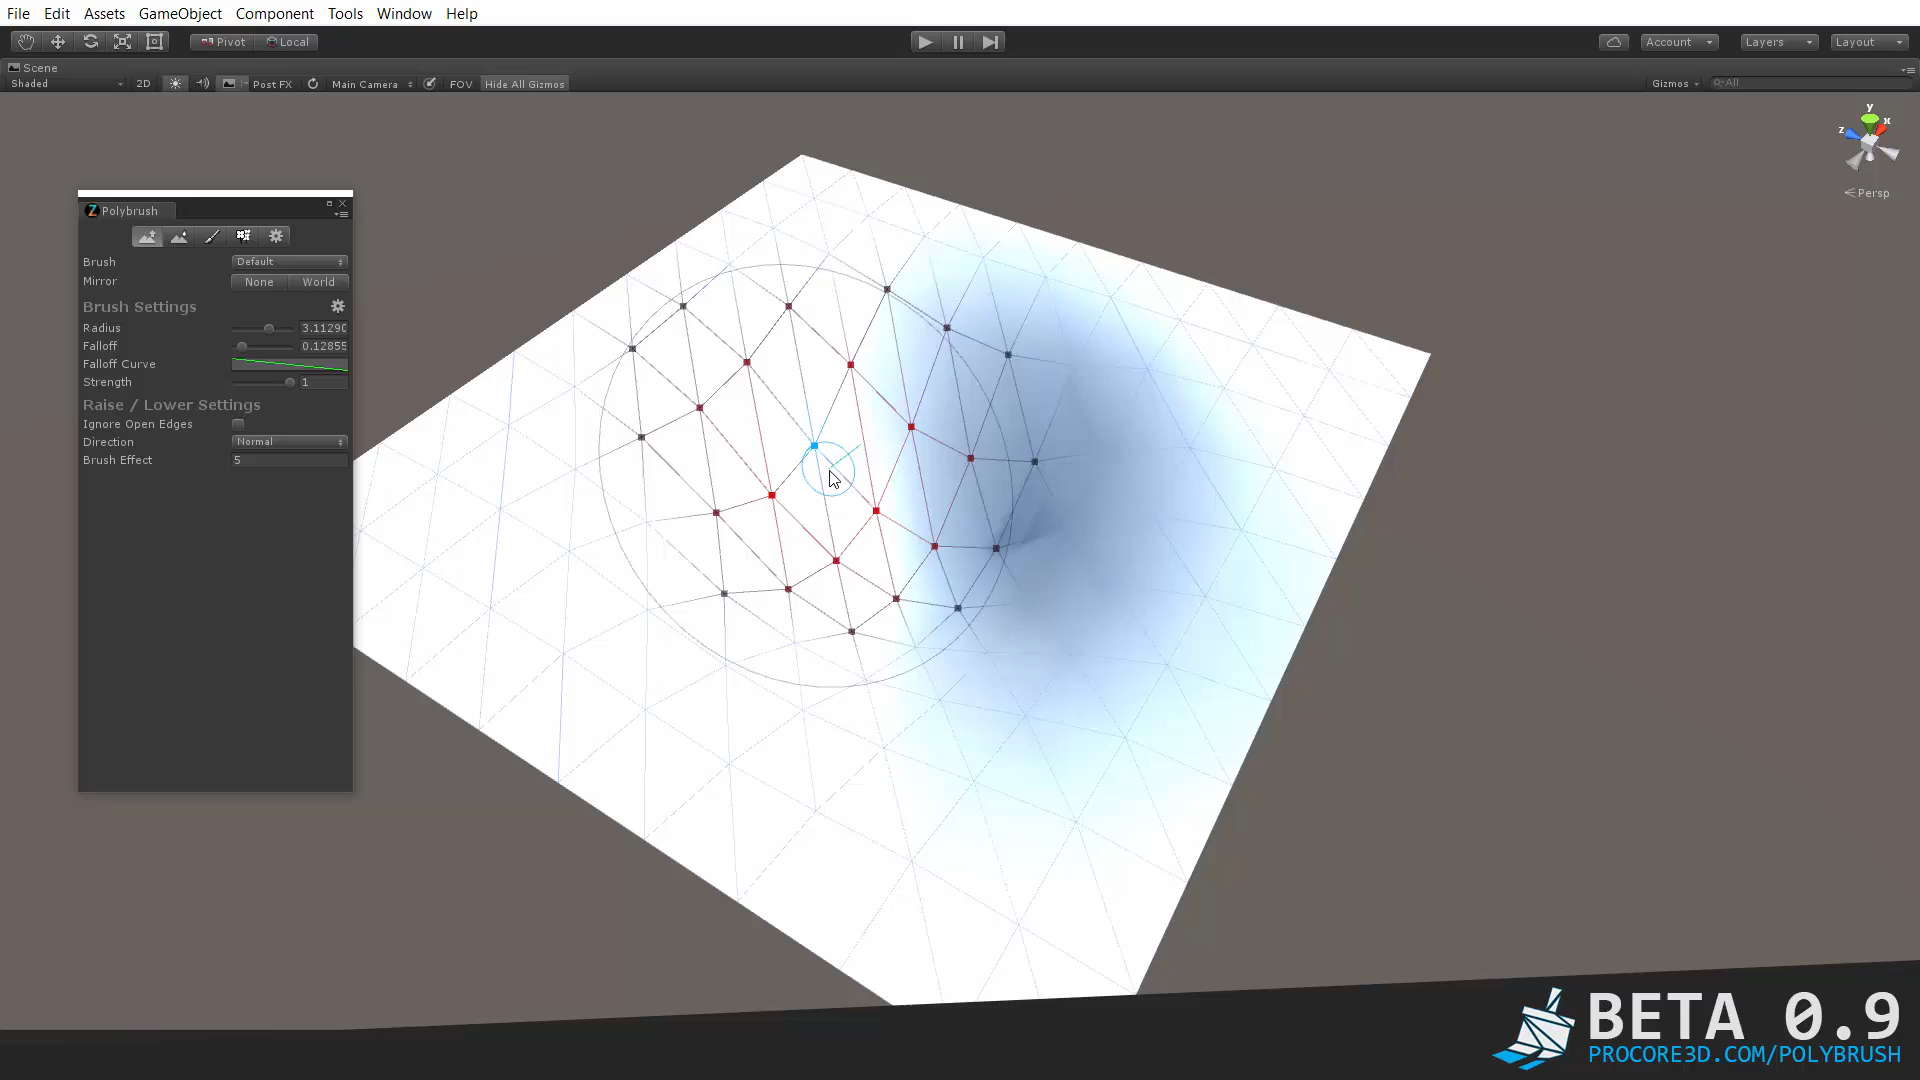 File Edit Assets GameObject Component Tools Window Help
Pivot Local Account Layers Layout
Scene
Shaded 2D Post FX Main Camera FOV Hide All Gizmos Gizmos All
y
x
z
Persp
Polybrush
Brush Default
Mirror None World
Brush Settings
Radius 3.1129
Falloff 0.12855
Falloff Curve
Strength 1
Raise / Lower Settings
Ignore Open Edges
Direction Normal
Brush Effect 5
BETA 0.9
PROCORE3D.COM/POLYBRUSH